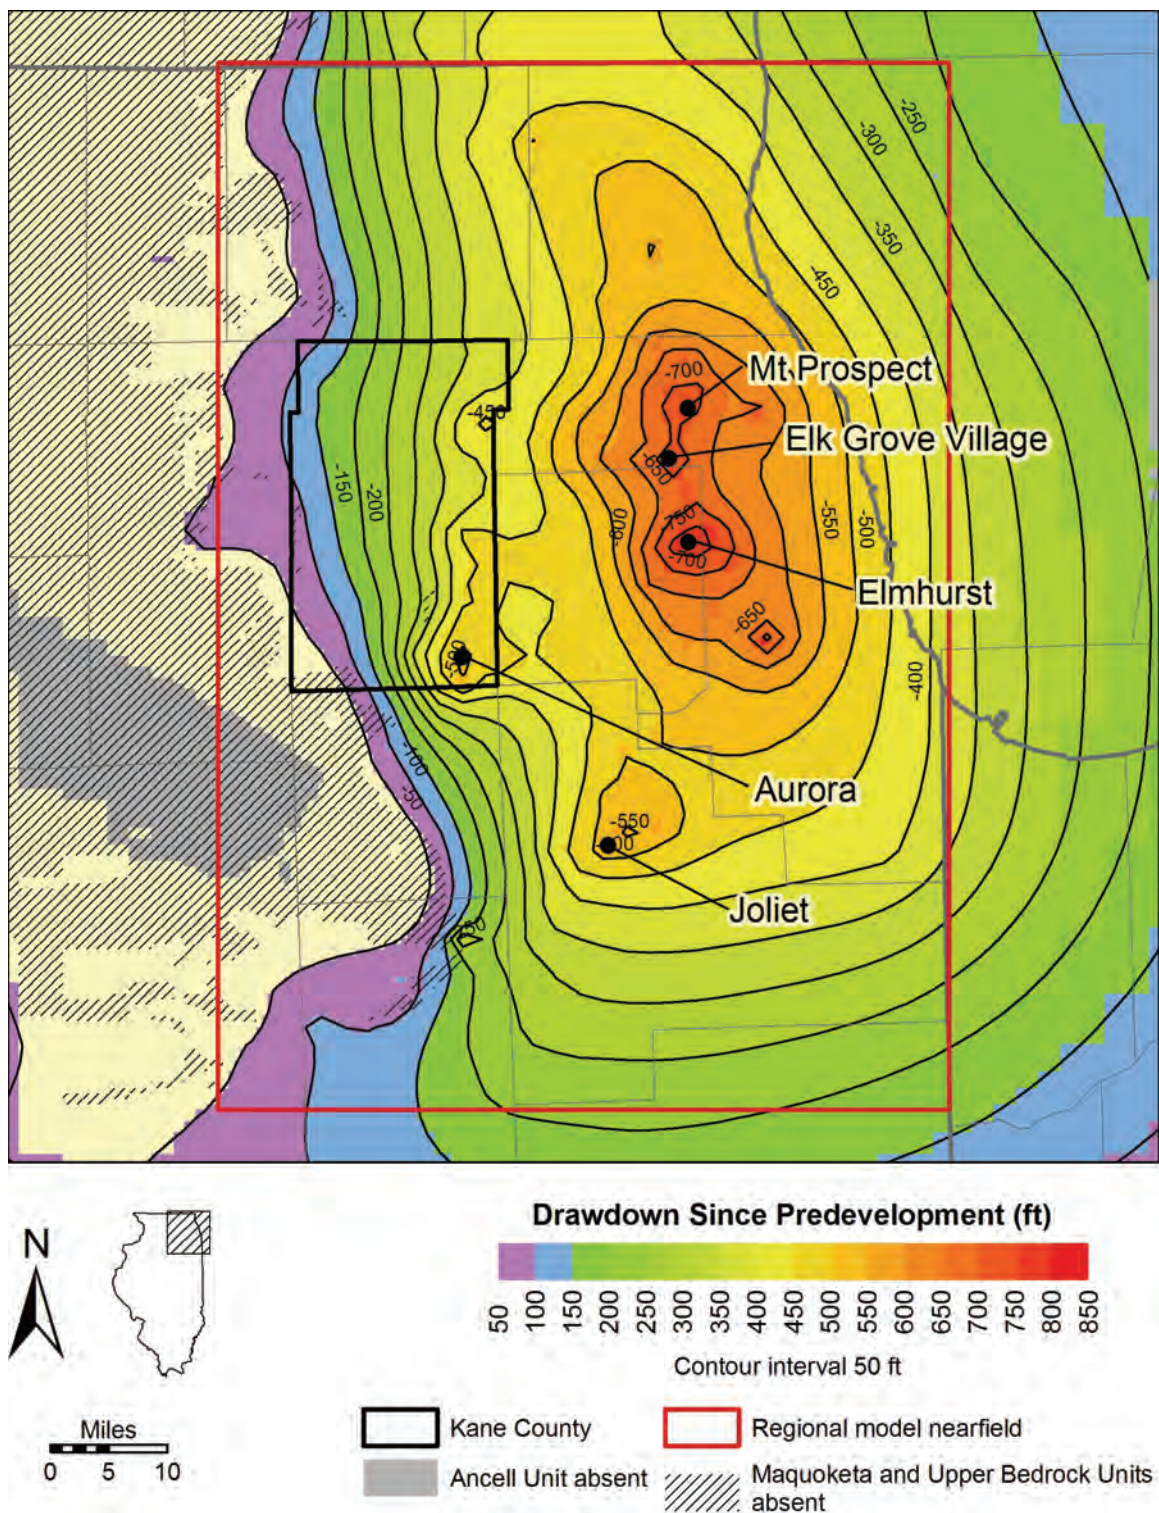 -250
-300
-350
-450
-700
Mt Prospect
-450
Elk Grove Village
-650
-150
-200
-750
-600
-550
-500
-700
Elmhurst
-650
-500
-400
-100
-50
Aurora
-550
Joliet
Drawdown Since Predevelopment (ft)
50 100 150 200 250 300 350 400 450 500 550 600 650 700 750 800 850
Contour interval 50 ft
N
Miles
0 5 10
Kane County
Regional model nearfield
Ancell Unit absent
Maquoketa and Upper Bedrock Units
absent